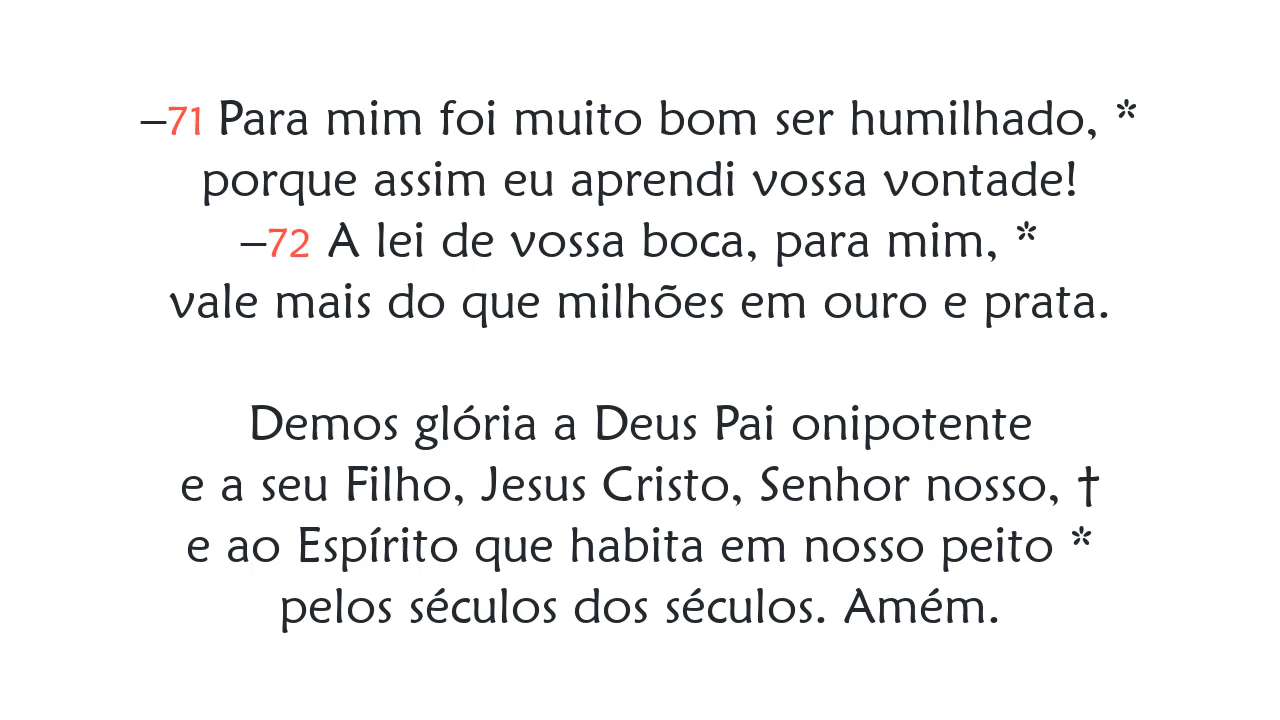 –71 Para mim foi muito bom ser humilhado, *
porque assim eu aprendi vossa vontade!
–72 A lei de vossa boca, para mim, *
vale mais do que milhões em ouro e prata.
Demos glória a Deus Pai onipotente
e a seu Filho, Jesus Cristo, Senhor nosso, †
e ao Espírito que habita em nosso peito *
pelos séculos dos séculos. Amém.